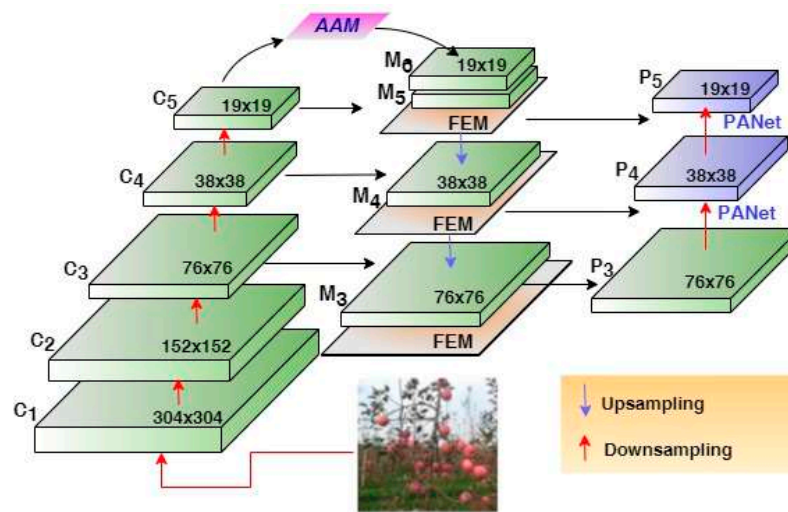 AAM
M6
19x19
M5
FEM
C5
19x19
P5
19x19
PANet
C4
38x38
M4
38x38
FEM
P4
38x38
PANet
C3
76x76
M3
76x76
FEM
P3
76x76
C2
152x152
C1
304x304
Upsampling
Downsampling